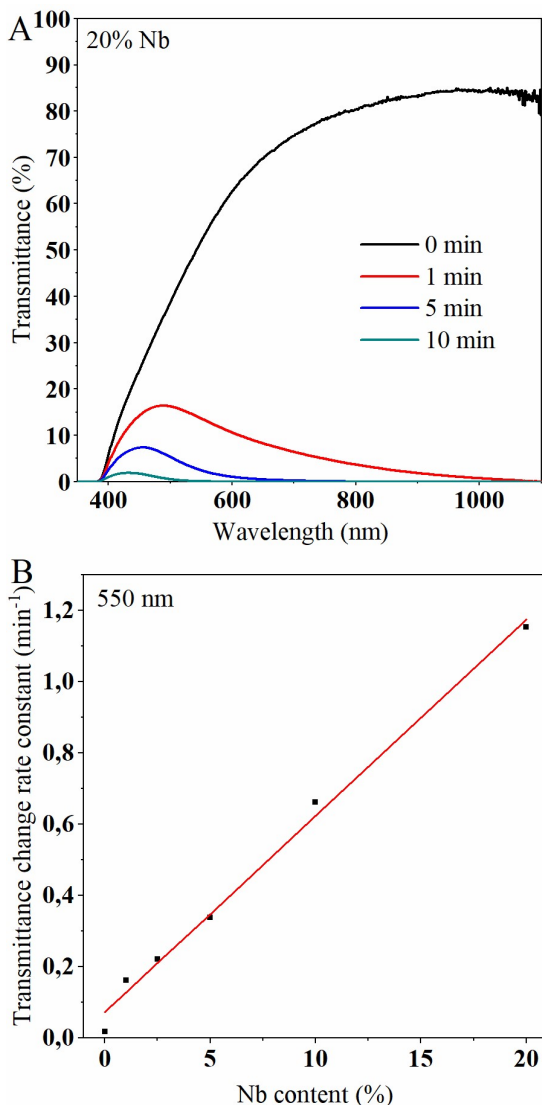 A
20% Nb
100
90
80
70
60
50
40
30
20
10
0
Transmittance (%)
0 min
1 min
5 min
10 min
400
600
800
1000
Wavelength (nm)
B
550 nm
1,2
1,0
0,8
0,6
0,4
0,2
0,0
Transmittance change rate constant (min⁻¹)
0
5
10
15
20
Nb content (%)